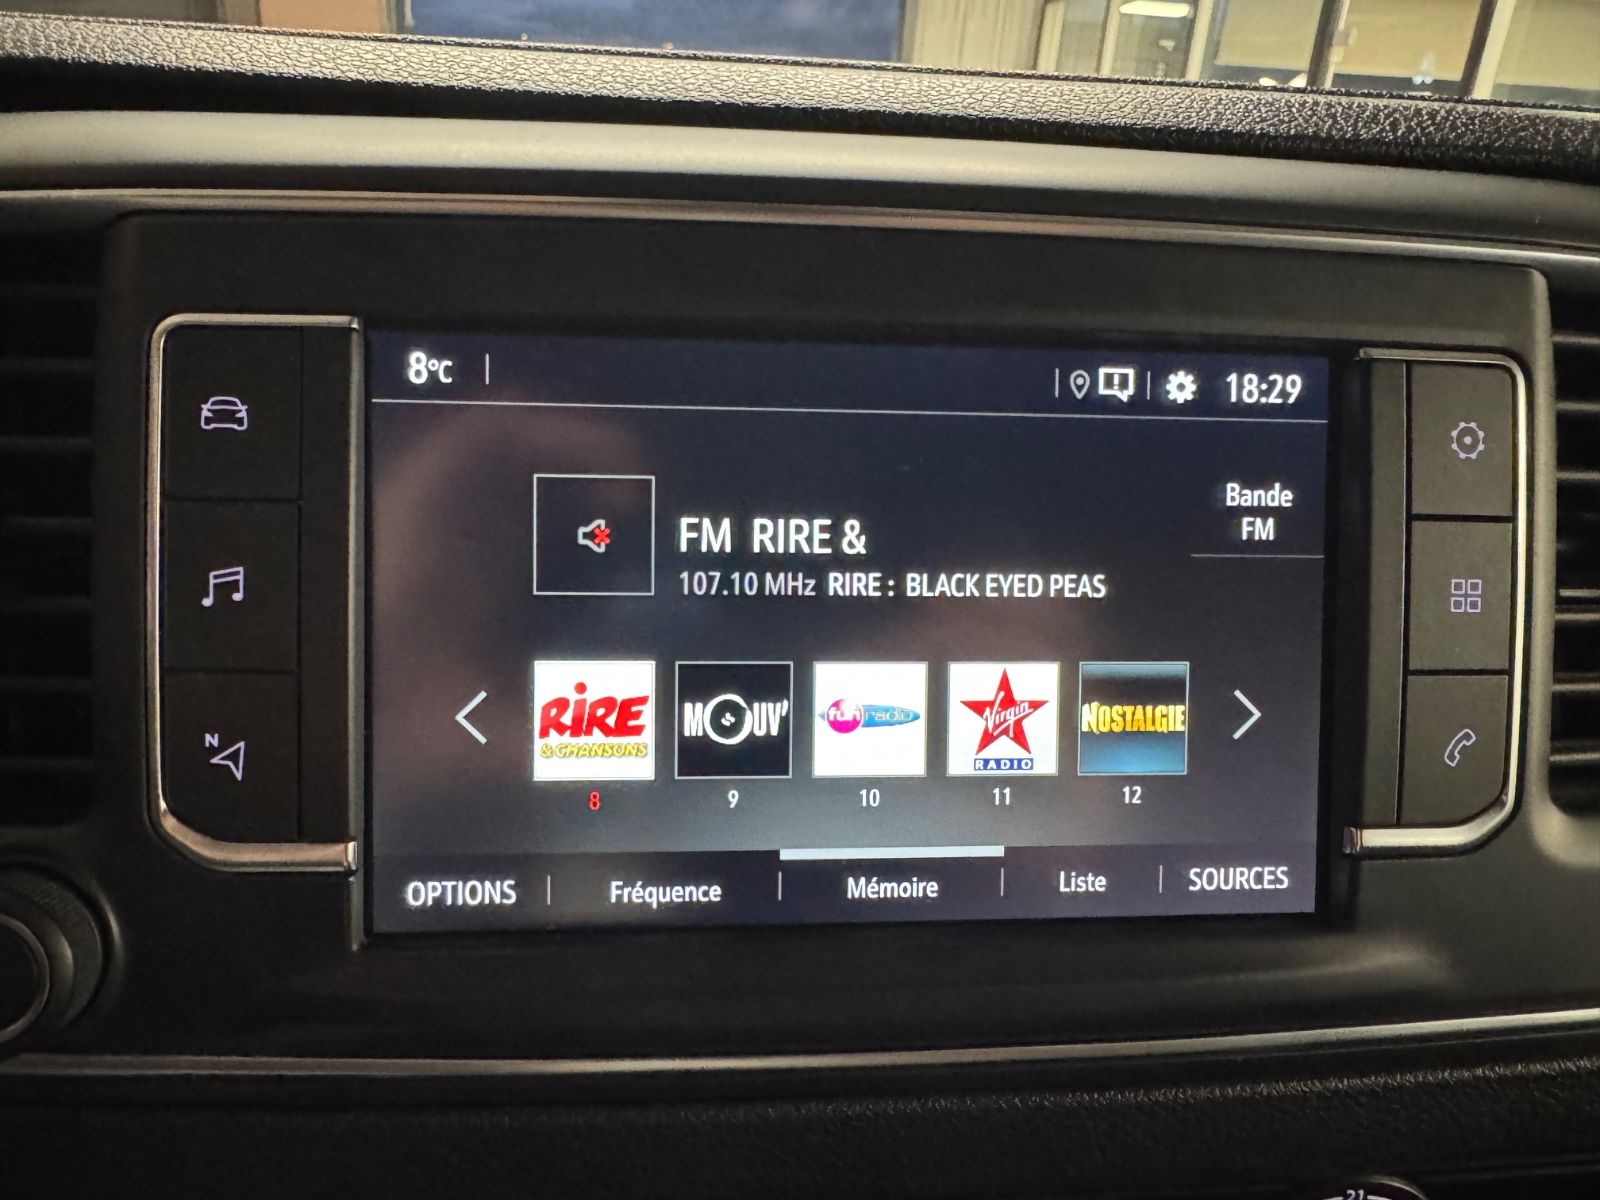 8°C
18:29
Bande
FM
FM RIRE &
107.10 MHz RIRE : BLACK EYED PEAS
RIRE
& CHANSONS
MOUV'
fun radio
Virgin
RADIO
NOSTALGIE
8
9
10
11
12
OPTIONS
Fréquence
Mémoire
Liste
SOURCES
N
21